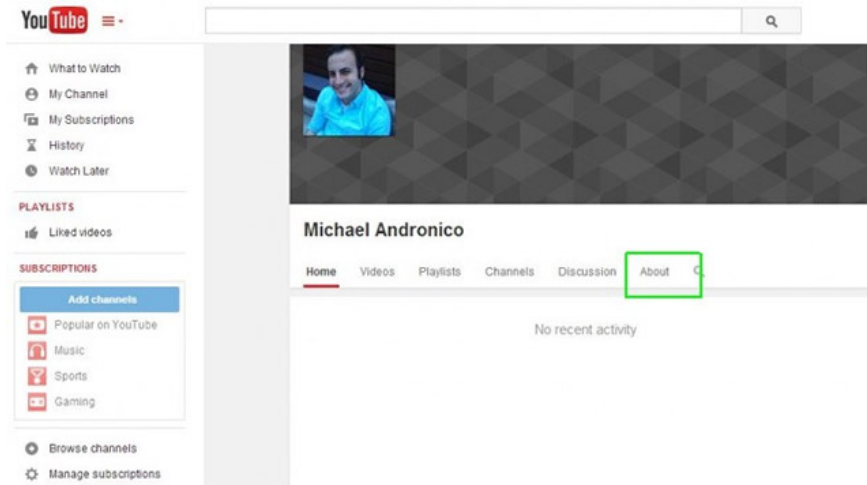 YouTube
What to Watch
My Channel
My Subscriptions
History
Watch Later
PLAYLISTS
Liked videos
SUBSCRIPTIONS
Add channels
Popular on YouTube
Music
Sports
Gaming
Browse channels
Manage subscriptions
Michael Andronico
Home Videos Playlists Channels Discussion About
No recent activity